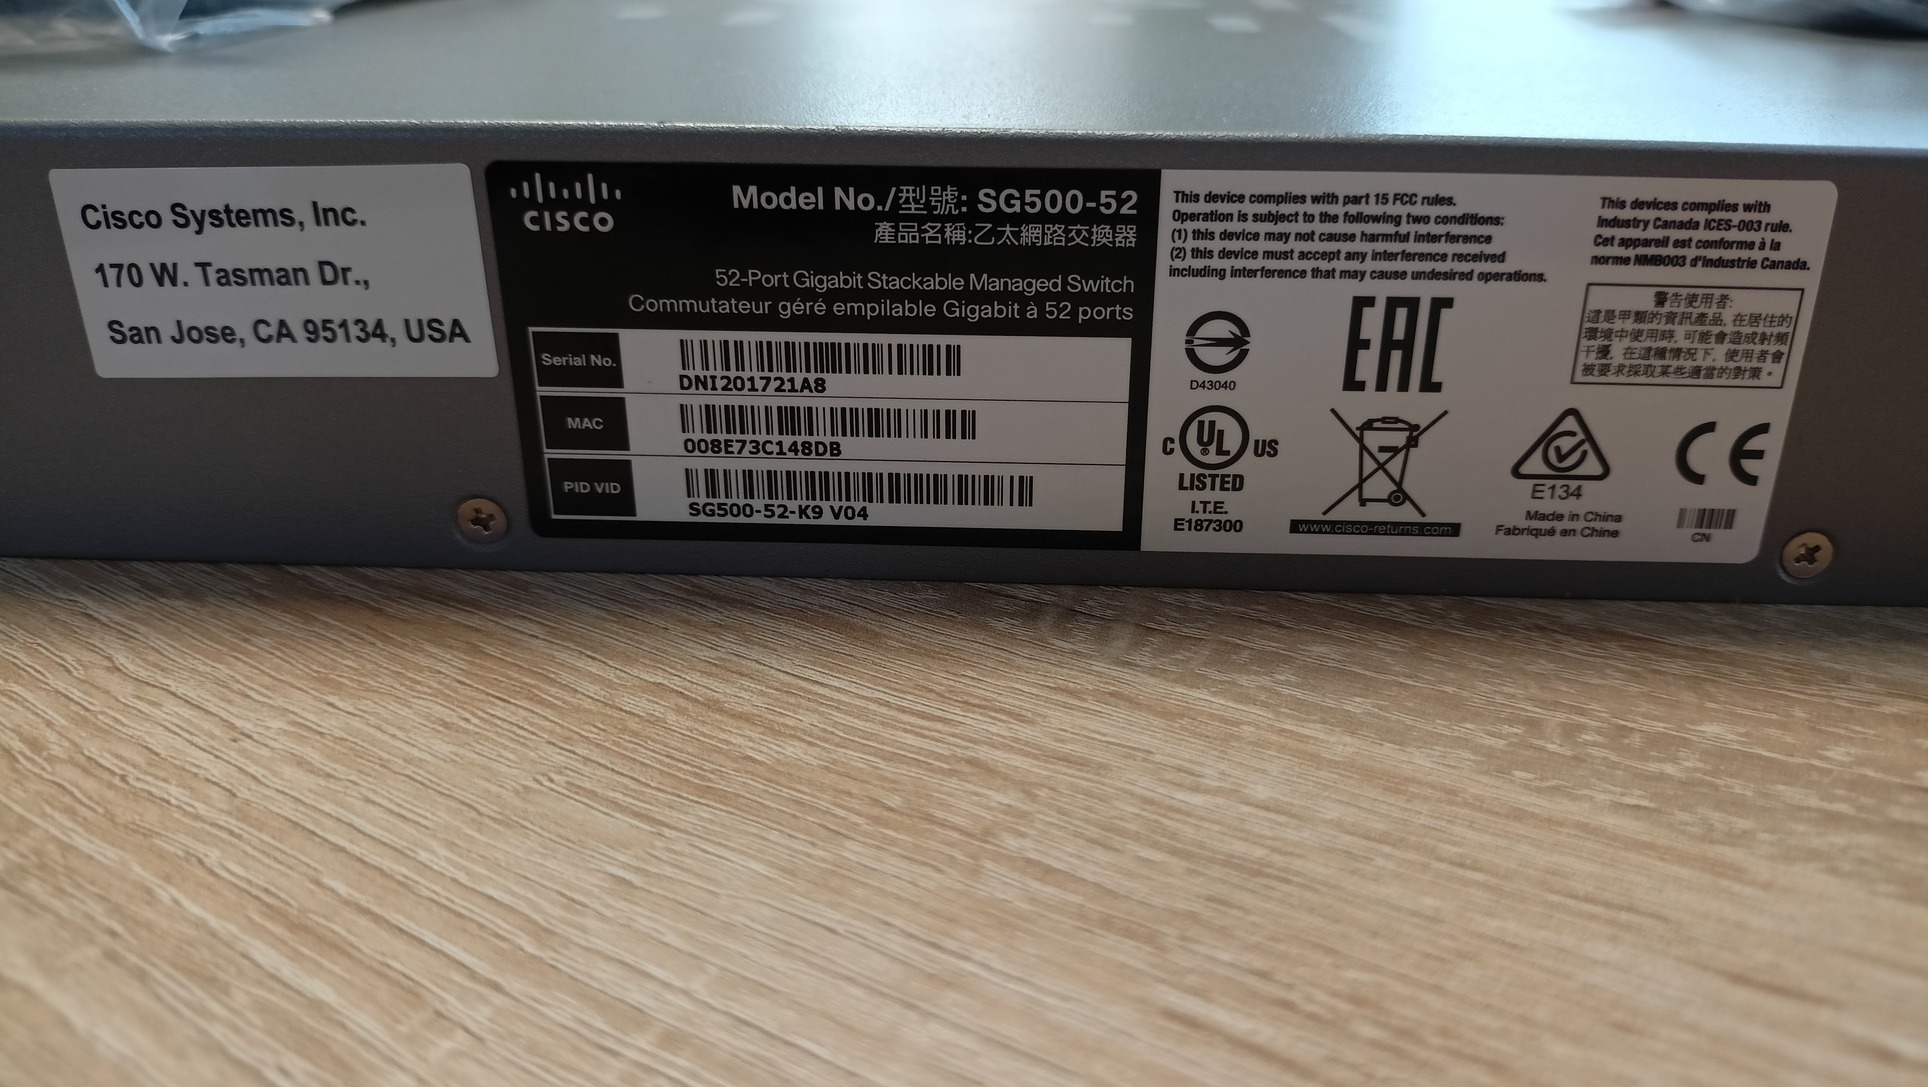 Cisco Systems, Inc.
170 W. Tasman Dr.,
San Jose, CA 95134, USA
CISCO
Model No./型號: SG500-52
產品名稱:乙太網路交換器
52-Port Gigabit Stackable Managed Switch
Commutateur géré empilable Gigabit à 52 ports
Serial No.
DNI201721A8
MAC
008E73C148DB
PID VID
SG500-52-K9 V04
This device complies with part 15 FCC rules.
Operation is subject to the following two conditions:
(1) this device may not cause harmful interference
(2) this device must accept any interference received
including interference that may cause undesired operations.
This devices complies with
Industry Canada ICES-003 rule.
Cet appareil est conforme à la
norme NMB003 d'Industrie Canada.
D43040
EAC
警告使用者:
這是甲類的資訊產品, 在居住的
環境中使用時, 可能會造成射頻
干擾, 在這種情況下, 使用者會
被要求採取某些適當的對策。
C UL US
LISTED
I.T.E.
E187300
www.cisco-returns.com
E134
Made in China
Fabriqué en Chine
CE
CN